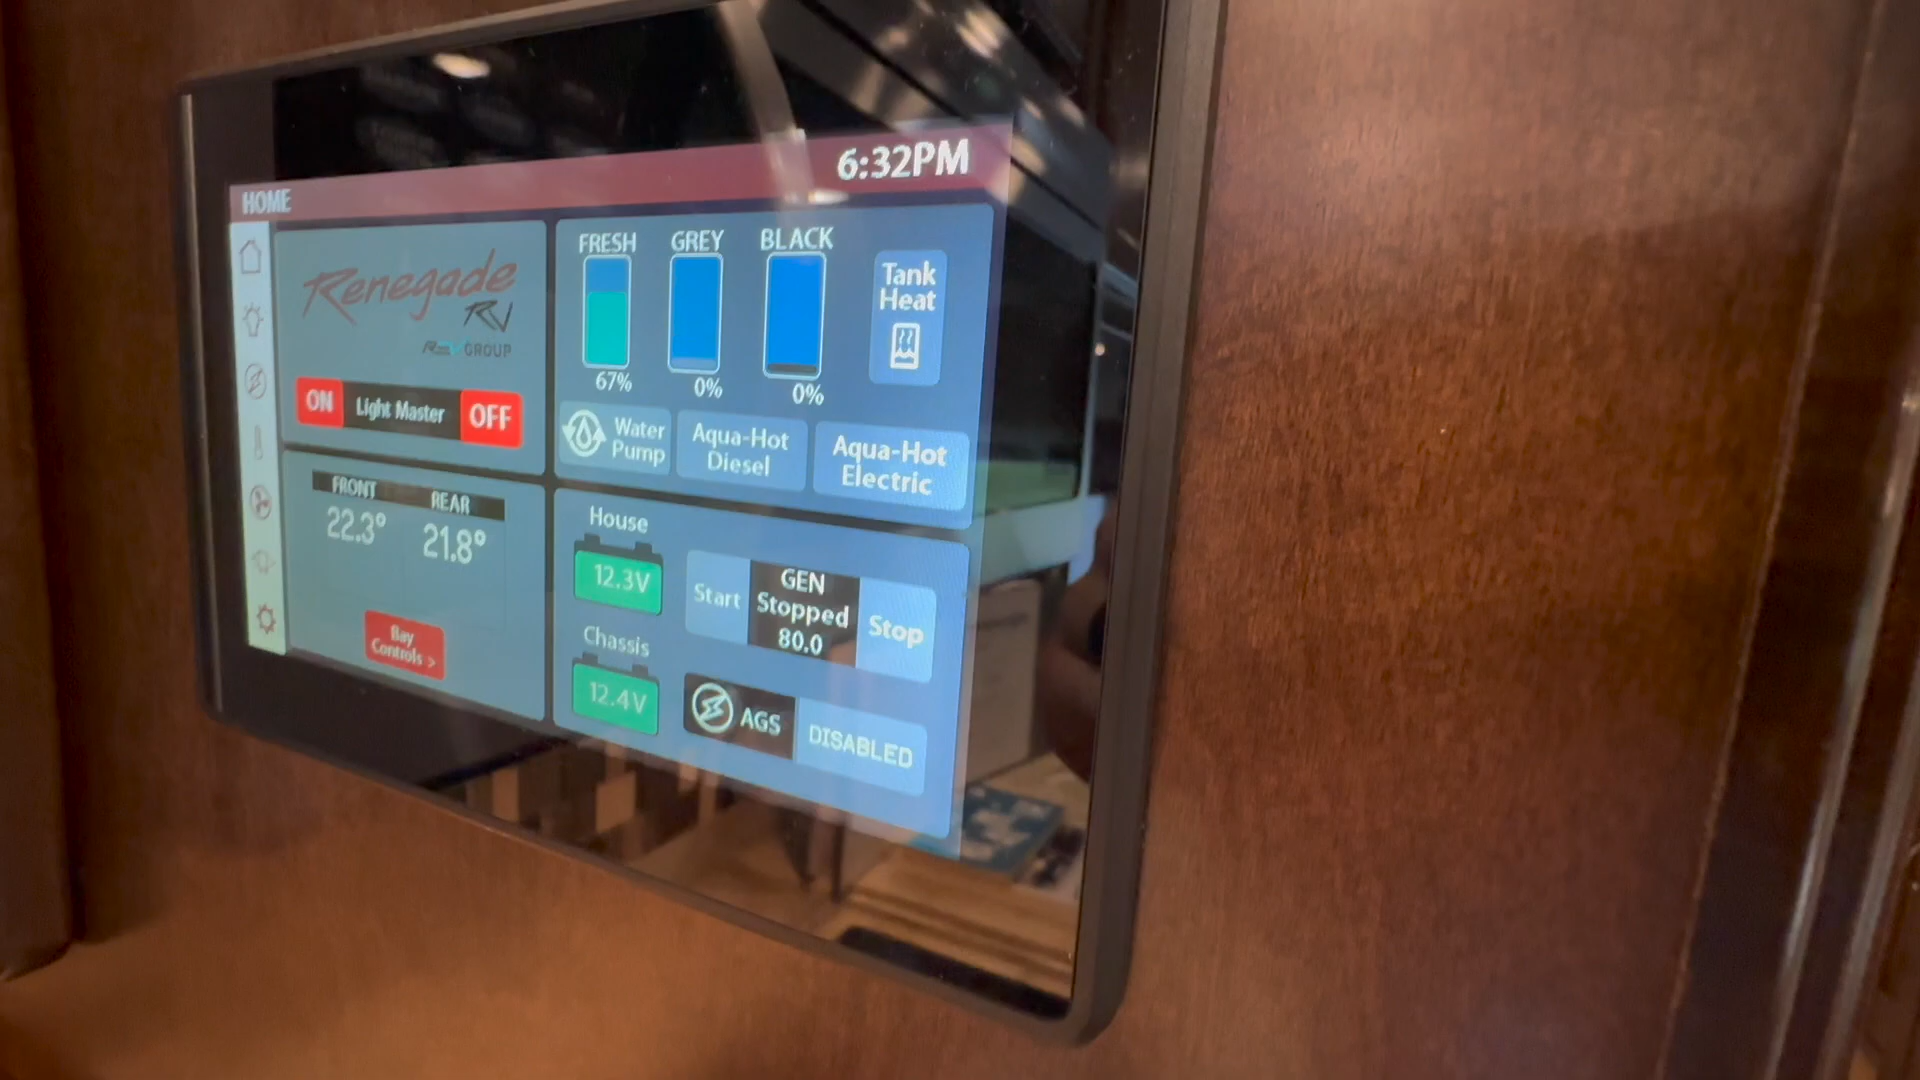 HOME
6:32PM
Renegade
RV
REV GROUP
ON
Light Master
OFF
FRESH
GREY
BLACK
67%
0%
0%
Tank
Heat
Water
Pump
Aqua-Hot
Diesel
Aqua-Hot
Electric
FRONT
REAR
22.3°
21.8°
Bay
Controls >
House
12.3V
Chassis
12.4V
Start
GEN
Stopped
80.0
Stop
AGS
DISABLED